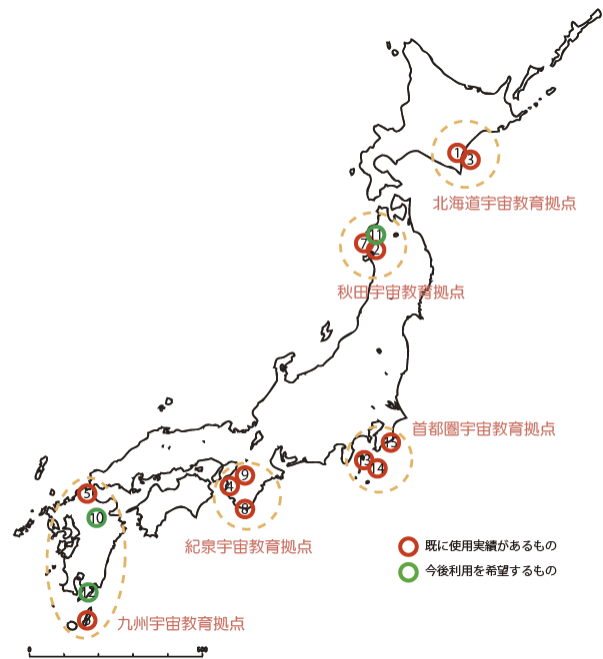 1
3
北海道宇宙教育拠点
11
7
2
秋田宇宙教育拠点
首都圏宇宙教育拠点
15
13
14
9
4
8
紀泉宇宙教育拠点
5
10
12
九州宇宙教育拠点
既に使用実績があるもの
今後利用を希望するもの
0
500